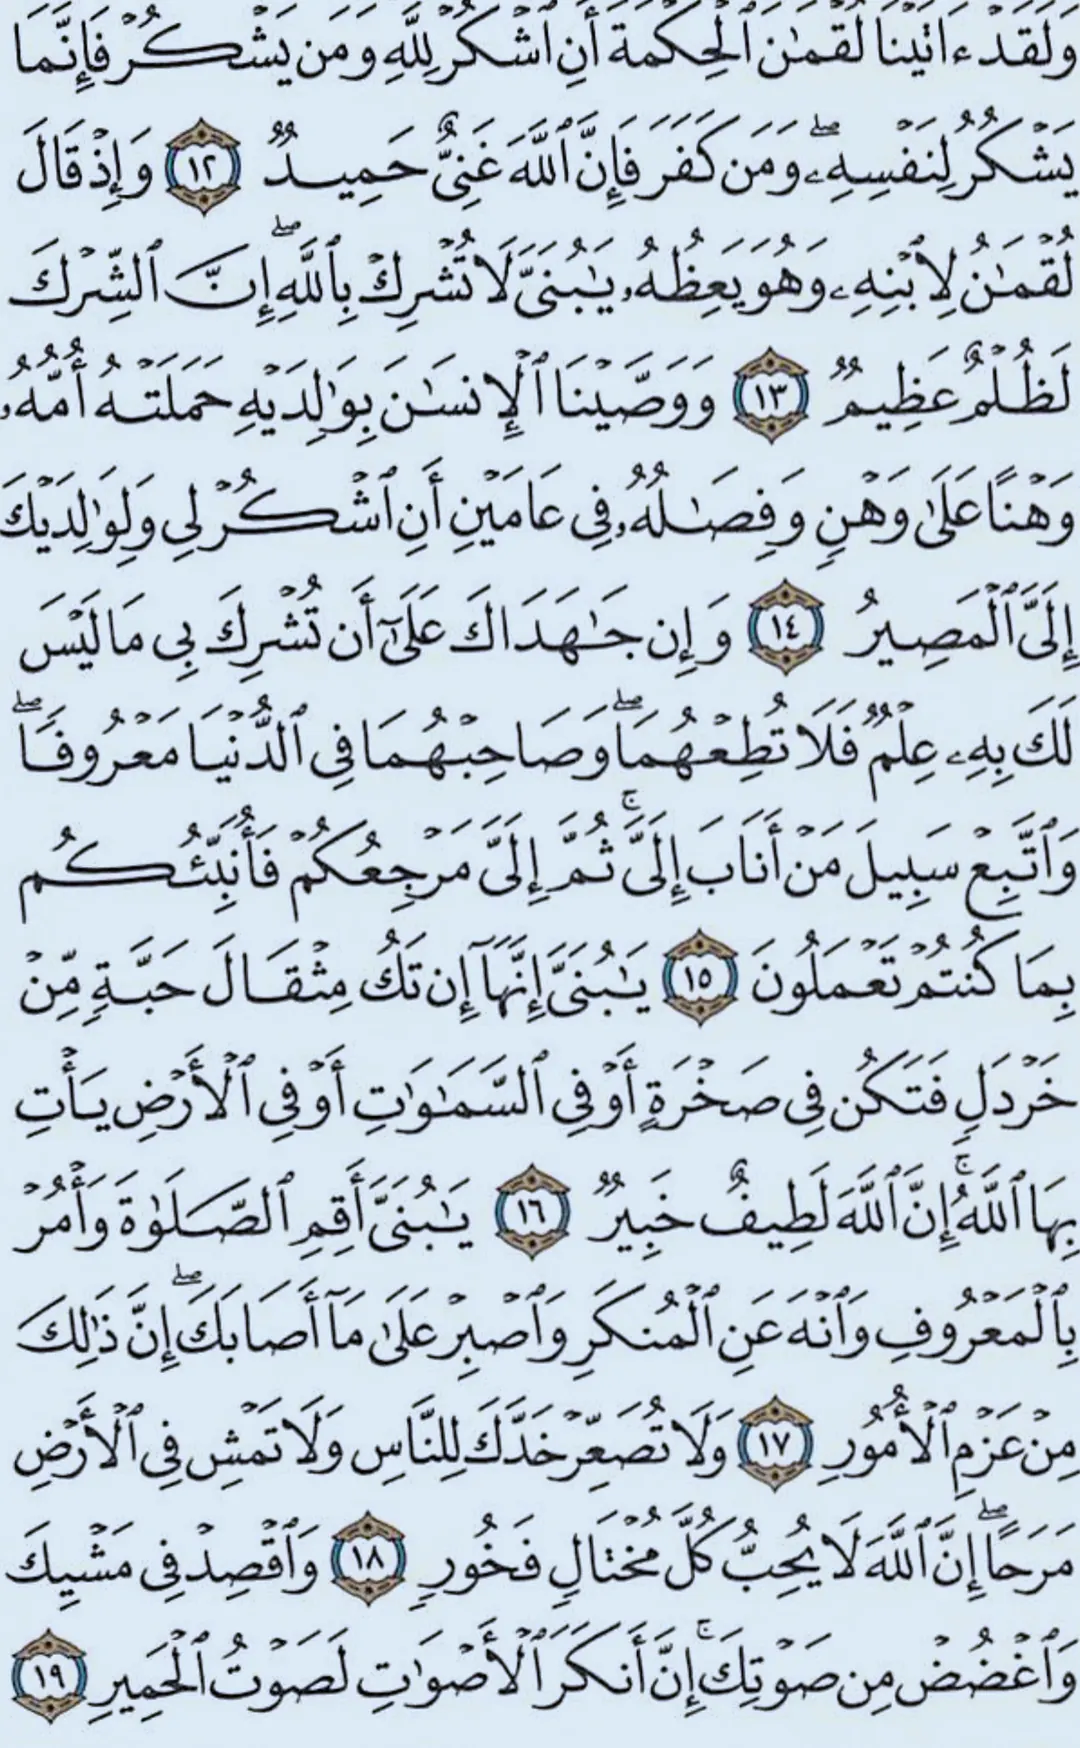 وَلَقَدْ ءَاتَيْنَا لُقْمَٰنَ ٱلْحِكْمَةَ أَنِ ٱشْكُرْ لِلَّهِ وَمَن يَشْكُرْ فَإِنَّمَا
يَشْكُرُ لِنَفْسِهِۦۖ وَمَن كَفَرَ فَإِنَّ ٱللَّهَ غَنِىٌّ حَمِيدٌ ١٢ وَإِذْ قَالَ
لُقْمَٰنُ لِٱبْنِهِۦ وَهُوَ يَعِظُهُۥ يَٰبُنَىَّ لَا تُشْرِكْ بِٱللَّهِۖ إِنَّ ٱلشِّرْكَ
لَظُلْمٌ عَظِيمٌ ١٣ وَوَصَّيْنَا ٱلْإِنسَٰنَ بِوَٰلِدَيْهِ حَمَلَتْهُ أُمُّهُۥ
وَهْنًا عَلَىٰ وَهْنٍ وَفِصَٰلُهُۥ فِى عَامَيْنِ أَنِ ٱشْكُرْ لِى وَلِوَٰلِدَيْكَ
إِلَىَّ ٱلْمَصِيرُ ١٤ وَإِن جَٰهَدَاكَ عَلَىٰٓ أَن تُشْرِكَ بِى مَا لَيْسَ
لَكَ بِهِۦ عِلْمٌ فَلَا تُطِعْهُمَاۖ وَصَاحِبْهُمَا فِى ٱلدُّنْيَا مَعْرُوفًاۖ
وَٱتَّبِعْ سَبِيلَ مَنْ أَنَابَ إِلَىَّۚ ثُمَّ إِلَىَّ مَرْجِعُكُمْ فَأُنَبِّئُكُم
بِمَا كُنتُمْ تَعْمَلُونَ ١٥ يَٰبُنَىَّ إِنَّهَآ إِن تَكُ مِثْقَالَ حَبَّةٍ مِّنْ
خَرْدَلٍ فَتَكُن فِى صَخْرَةٍ أَوْ فِى ٱلسَّمَٰوَٰتِ أَوْ فِى ٱلْأَرْضِ يَأْتِ
بِهَا ٱللَّهُۚ إِنَّ ٱللَّهَ لَطِيفٌ خَبِيرٌ ١٦ يَٰبُنَىَّ أَقِمِ ٱلصَّلَوٰةَ وَأْمُرْ
بِٱلْمَعْرُوفِ وَٱنْهَ عَنِ ٱلْمُنكَرِ وَٱصْبِرْ عَلَىٰ مَآ أَصَابَكَۖ إِنَّ ذَٰلِكَ
مِنْ عَزْمِ ٱلْأُمُورِ ١٧ وَلَا تُصَعِّرْ خَدَّكَ لِلنَّاسِ وَلَا تَمْشِ فِى ٱلْأَرْضِ
مَرَحًاۖ إِنَّ ٱللَّهَ لَا يُحِبُّ كُلَّ مُخْتَالٍ فَخُورٍ ١٨ وَٱقْصِدْ فِى مَشْيِكَ
وَٱغْضُضْ مِن صَوْتِكَۚ إِنَّ أَنكَرَ ٱلْأَصْوَٰتِ لَصَوْتُ ٱلْحَمِيرِ ١٩